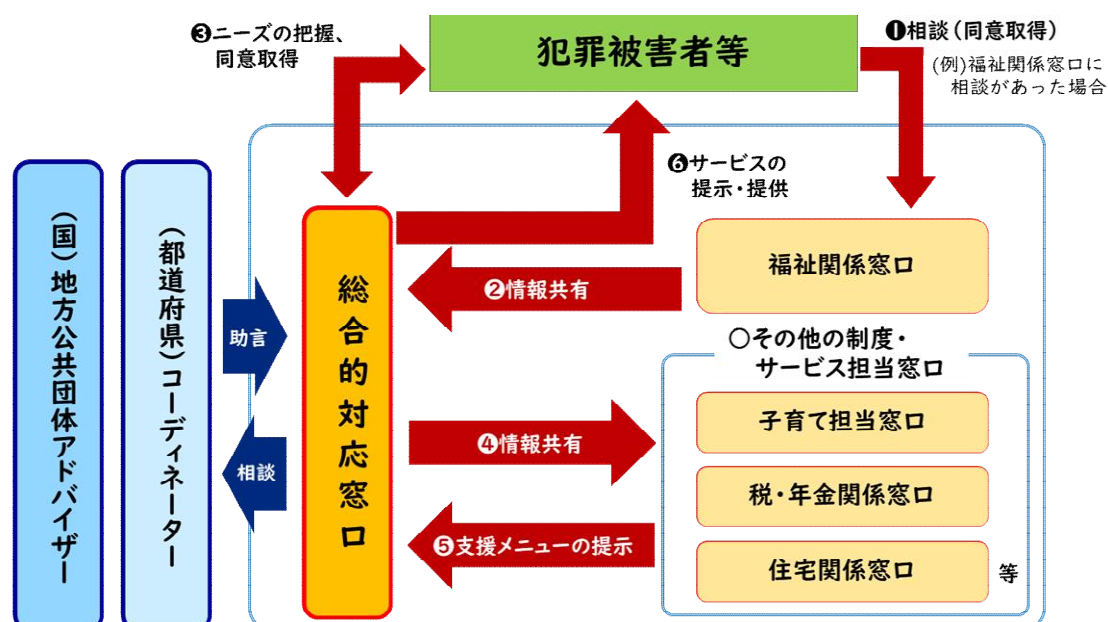 ❸ニーズの把握、
同意取得
犯罪被害者等
❶相談（同意取得）
(例)福祉関係窓口に
相談があった場合
❻サービスの
提示・提供
（国）地方公共団体アドバイザー
（都道府県）コーディネーター
助言
相談
総合的対応窓口
❷情報共有
福祉関係窓口
〇その他の制度・
サービス担当窓口
❹情報共有
子育て担当窓口
税・年金関係窓口
❺支援メニューの提示
住宅関係窓口
等